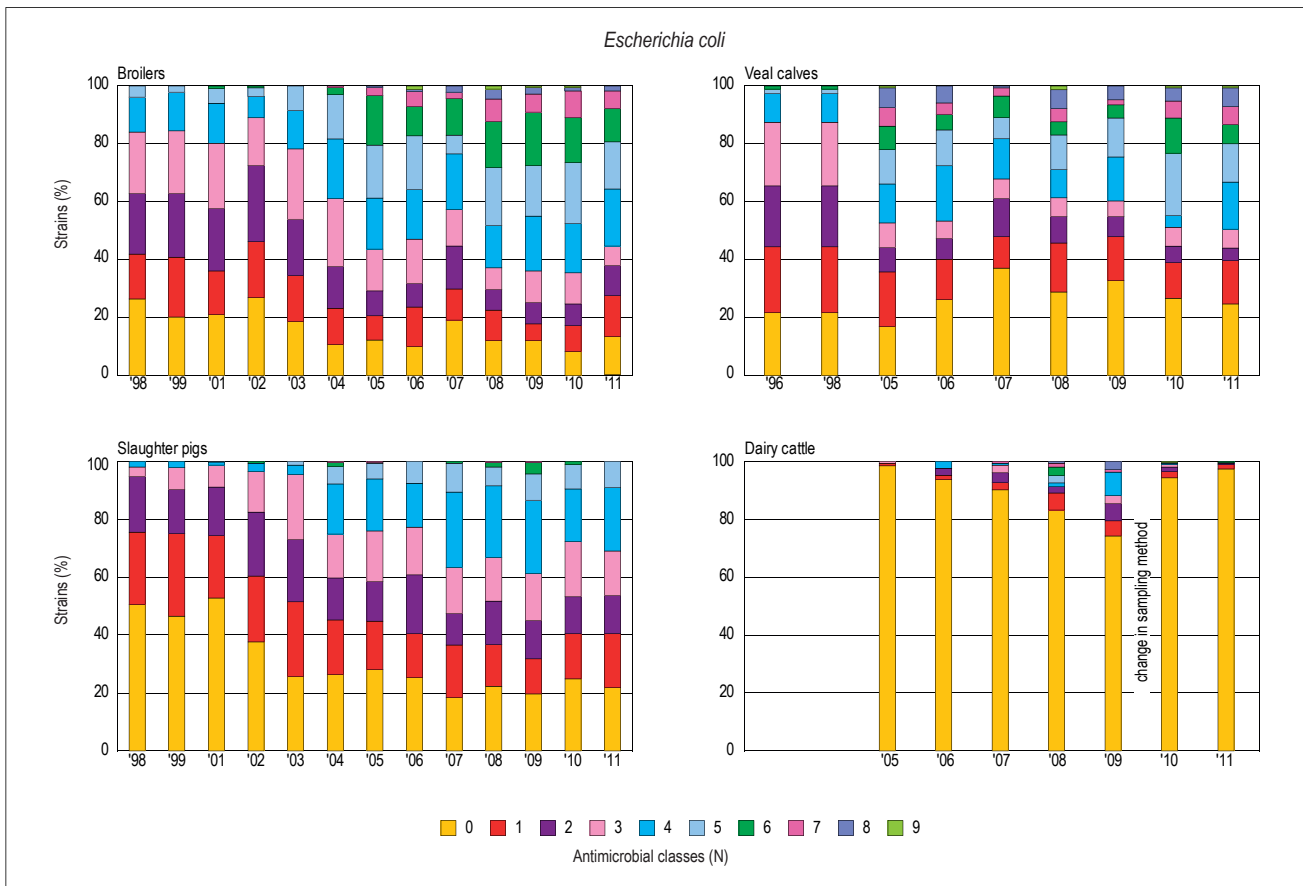 Escherichia coli
Broilers
100
80
60
40
20
0
Strains (%)
'98 '99 '01 '02 '03 '04 '05 '06 '07 '08 '09 '10 '11
Veal calves
100
80
60
40
20
0
'96 '98 '05 '06 '07 '08 '09 '10 '11
Slaughter pigs
100
80
60
40
20
0
Strains (%)
'98 '99 '01 '02 '03 '04 '05 '06 '07 '08 '09 '10 '11
Dairy cattle
100
80
60
40
20
0
change in sampling method
'05 '06 '07 '08 '09 '10 '11
0 1 2 3 4 5 6 7 8 9
Antimicrobial classes (N)